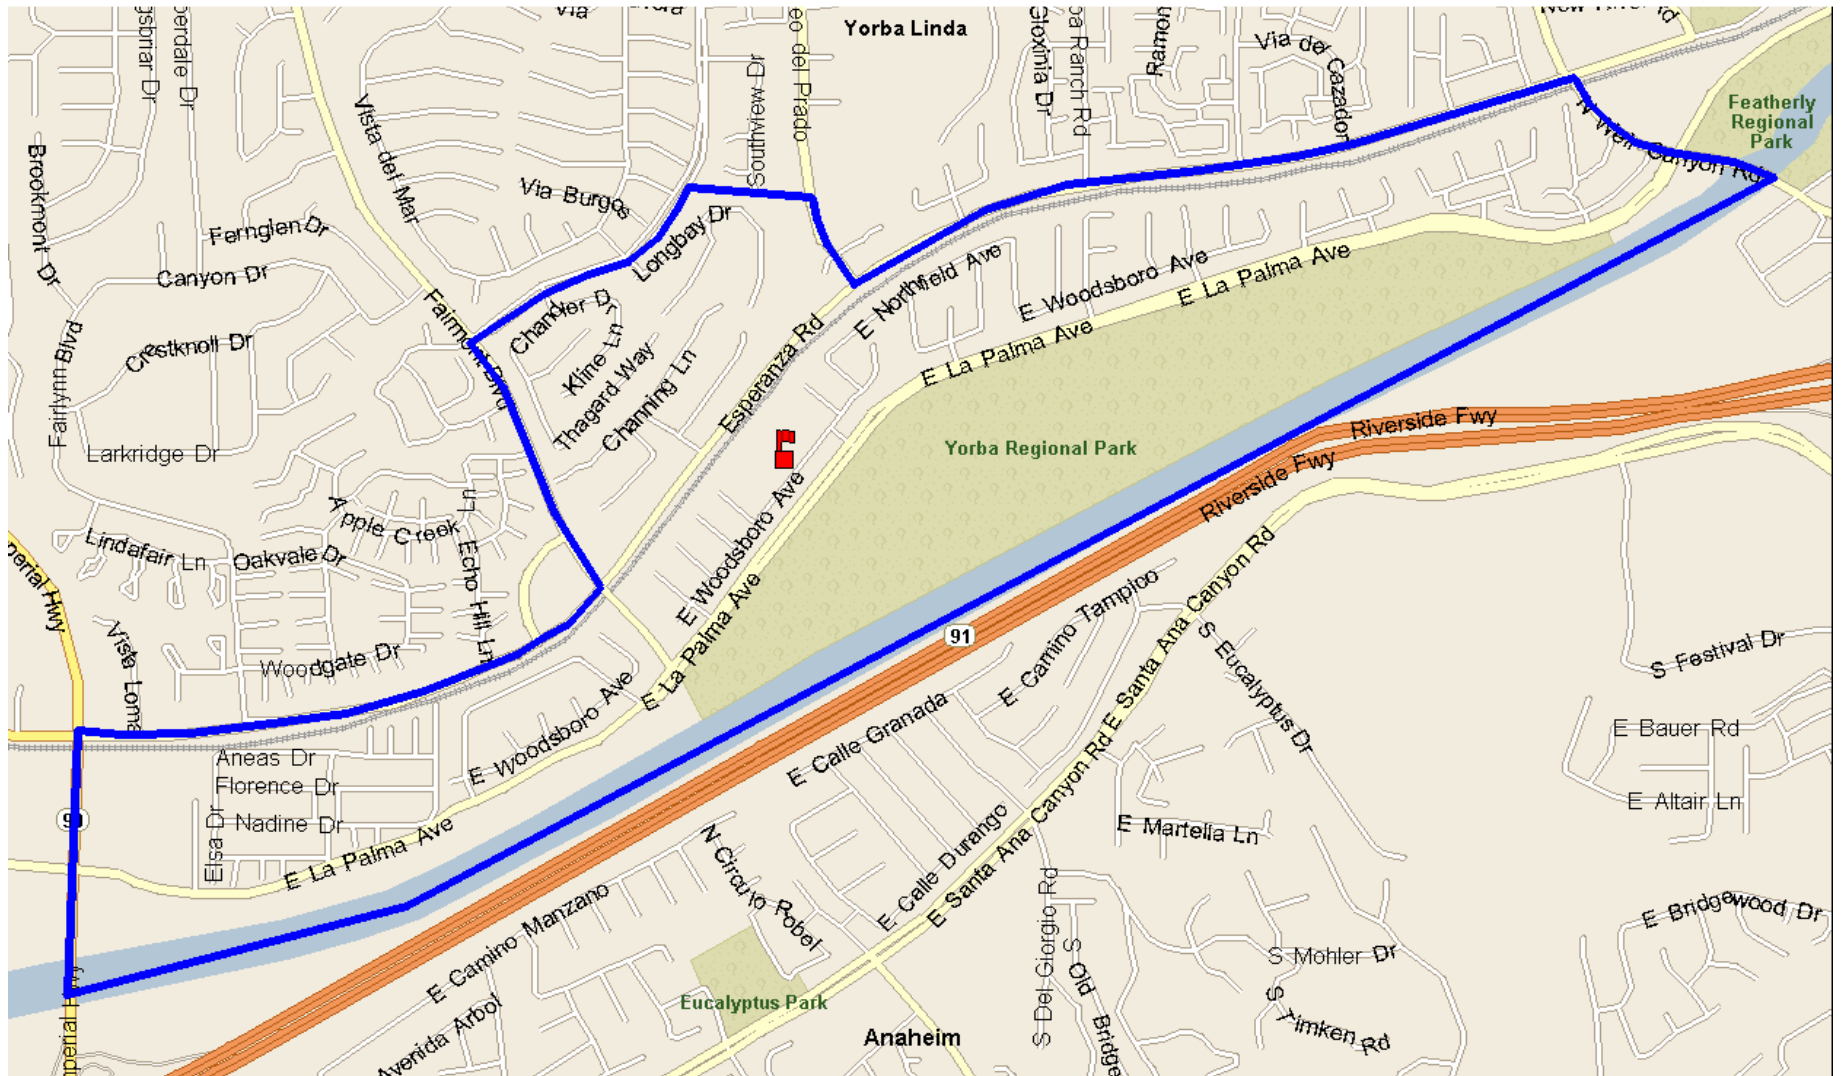 Yorba Linda
Via de Cazador
Gloxinia Dr
Southview Dr
Vista del Mar
Brookmont Dr
Via Burgos
Longbay Dr
N Weir Canyon Rd
Featherly
Regional
Park
Fernglen Dr
Canyon Dr
Fairmont Blvd
Chandler Dr
Kline Ln
Thagard Way
Channing Ln
Esperanza Rd
E Northfield Ave
E Woodsboro Ave
E La Palma Ave
E La Palma Ave
Crestknoll Dr
Fairlynn Blvd
Larkridge Dr
Yorba Regional Park
Riverside Fwy
Riverside Fwy
Apple Creek
Echo Hill Ln
Lindafair Ln
Oakvale Dr
E Woodsboro Ave
E La Palma Ave
Vista Loma
Woodgate Dr
91
E Camino Tampico
E Santa Ana Canyon Rd
S Eucalyptus Dr
S Festival Dr
E Woodsboro Ave
E Calle Granada
E Bauer Rd
Aneas Dr
Florence Dr
Nadine Dr
Elsa Dr
E La Palma Ave
E Altair Ln
E Martella Ln
E Calle Durango
E Santa Ana Canyon Rd
E Camino Manzano
S Del Giorgio Rd
S Old Bridge
E Bridgewood Dr
S Mohler Dr
S Timken Rd
Eucalyptus Park
Anaheim
Avenida Arbol